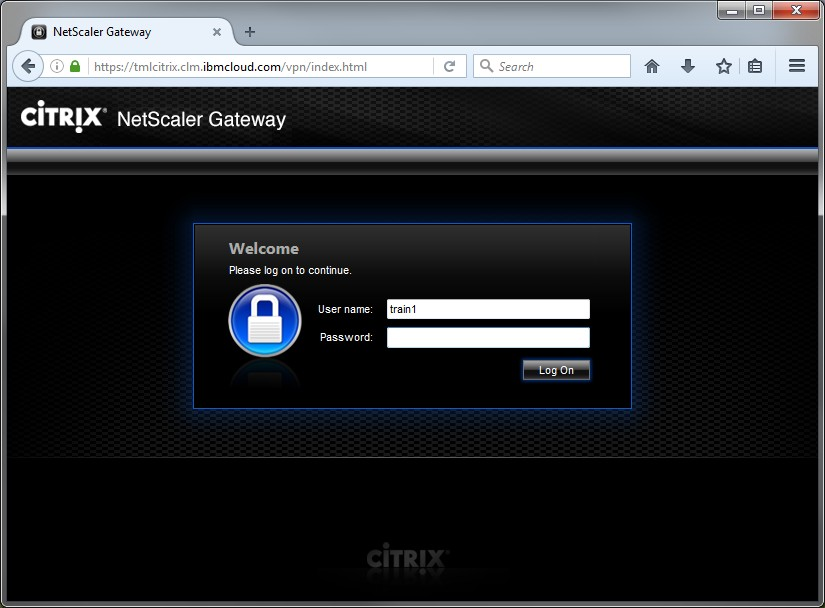 NetScaler Gateway
https://tmlcitrix.clm.ibmcloud.com/vpn/index.html
Search
CITRIX® NetScaler Gateway
Welcome
Please log on to continue.
User name: train1
Password:
Log On
CITRIX®